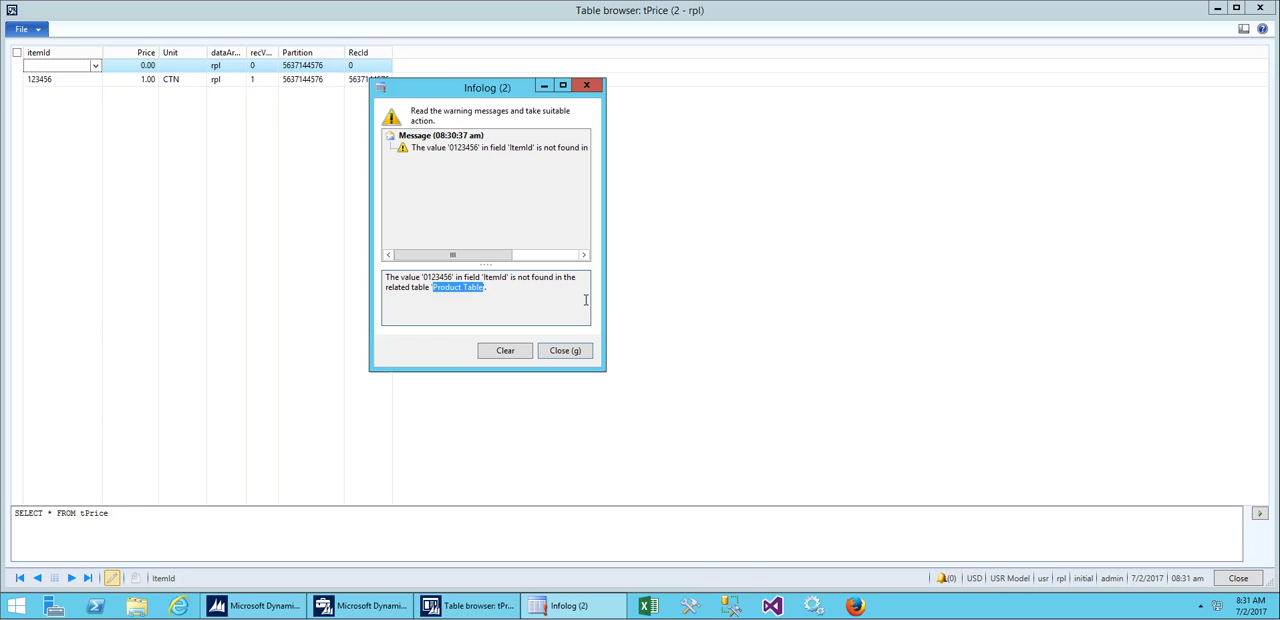 Table browser: tPrice (2 - rpl)
File
itemId Price Unit dataAr... recV... Partition RecId
0.00 rpl 0 5637144576 0
123456 1.00 CTN rpl 1 5637144576
Infolog (2)
Read the warning messages and take suitable
action.
Message (08:30:37 am)
The value '0123456' in field 'ItemId' is not found in
The value '0123456' in field 'ItemId' is not found in the
related table 'Product Table'.
Clear Close (g)
SELECT * FROM tPrice
ItemId (0) USD USR Model usr rpl initial admin 7/2/2017 08:31 am Close
Microsoft Dynami... Microsoft Dynami... Table browser: tPr... Infolog (2) 8:31 AM
7/2/2017